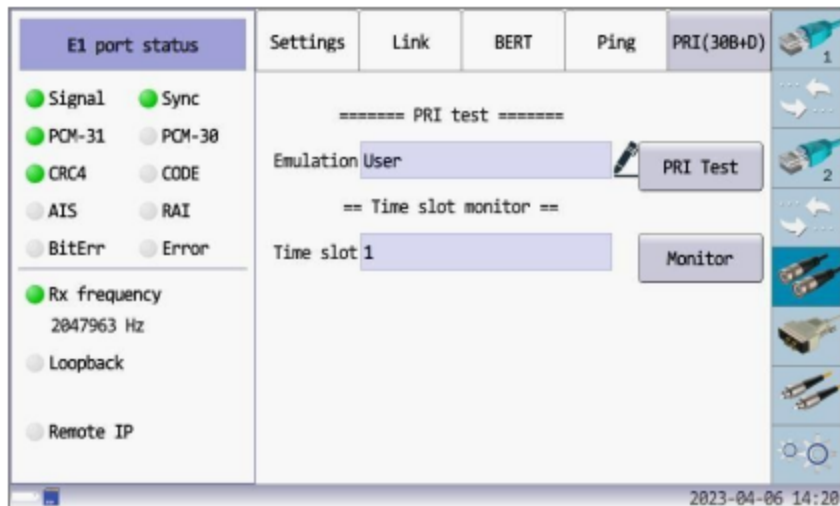 E1 port status
Settings Link BERT Ping PRI(30B+D)
Signal Sync
PCM-31 PCM-30
CRC4 CODE
AIS RAI
BitErr Error
Rx frequency
2047963 Hz
Loopback
Remote IP
======= PRI test =======
Emulation User PRI Test
== Time slot monitor ==
Time slot 1 Monitor
1
2
2023-04-06 14:20